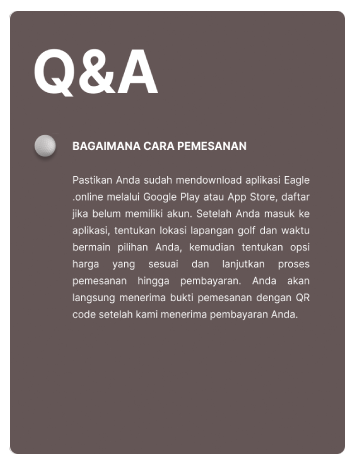 Q&A
BAGAIMANA CARA PEMESANAN
Pastikan Anda sudah mendownload aplikasi Eagle
.online melalui Google Play atau App Store, daftar
jika belum memiliki akun. Setelah Anda masuk ke
aplikasi, tentukan lokasi lapangan golf dan waktu
bermain pilihan Anda, kemudian tentukan opsi
harga yang sesuai dan lanjutkan proses
pemesanan hingga pembayaran. Anda akan
langsung menerima bukti pemesanan dengan QR
code setelah kami menerima pembayaran Anda.